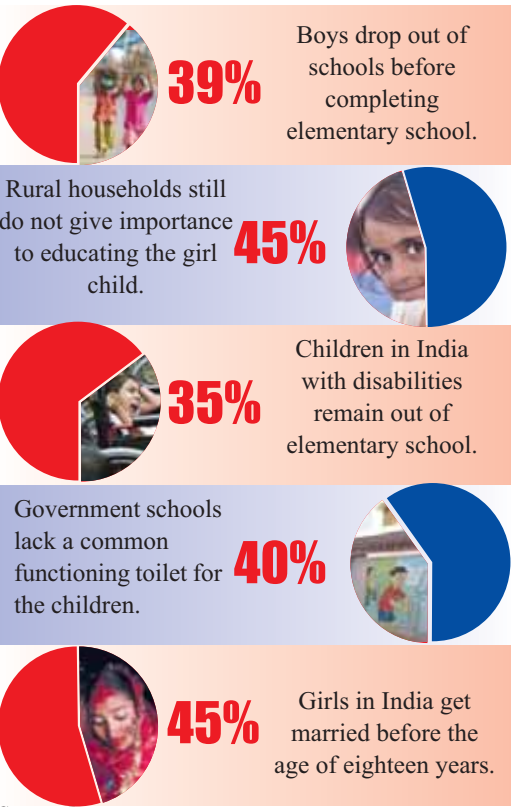 39%
Boys drop out of
schools before
completing
elementary school.
Rural households still
do not give importance
to educating the girl
child.
45%
35%
Children in India
with disabilities
remain out of
elementary school.
Government schools
lack a common
functioning toilet for
the children.
40%
45%
Girls in India get
married before the
age of eighteen years.